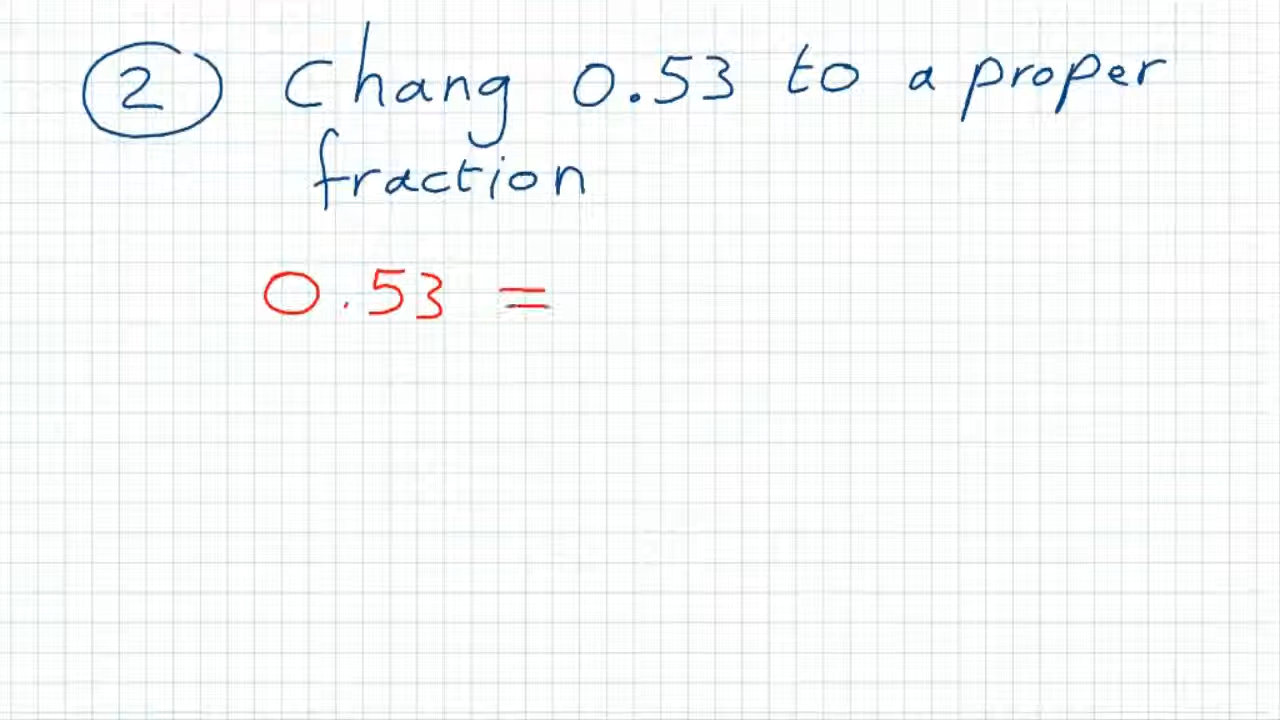 2 Chang 0.53 to a proper
fraction
0.53 =